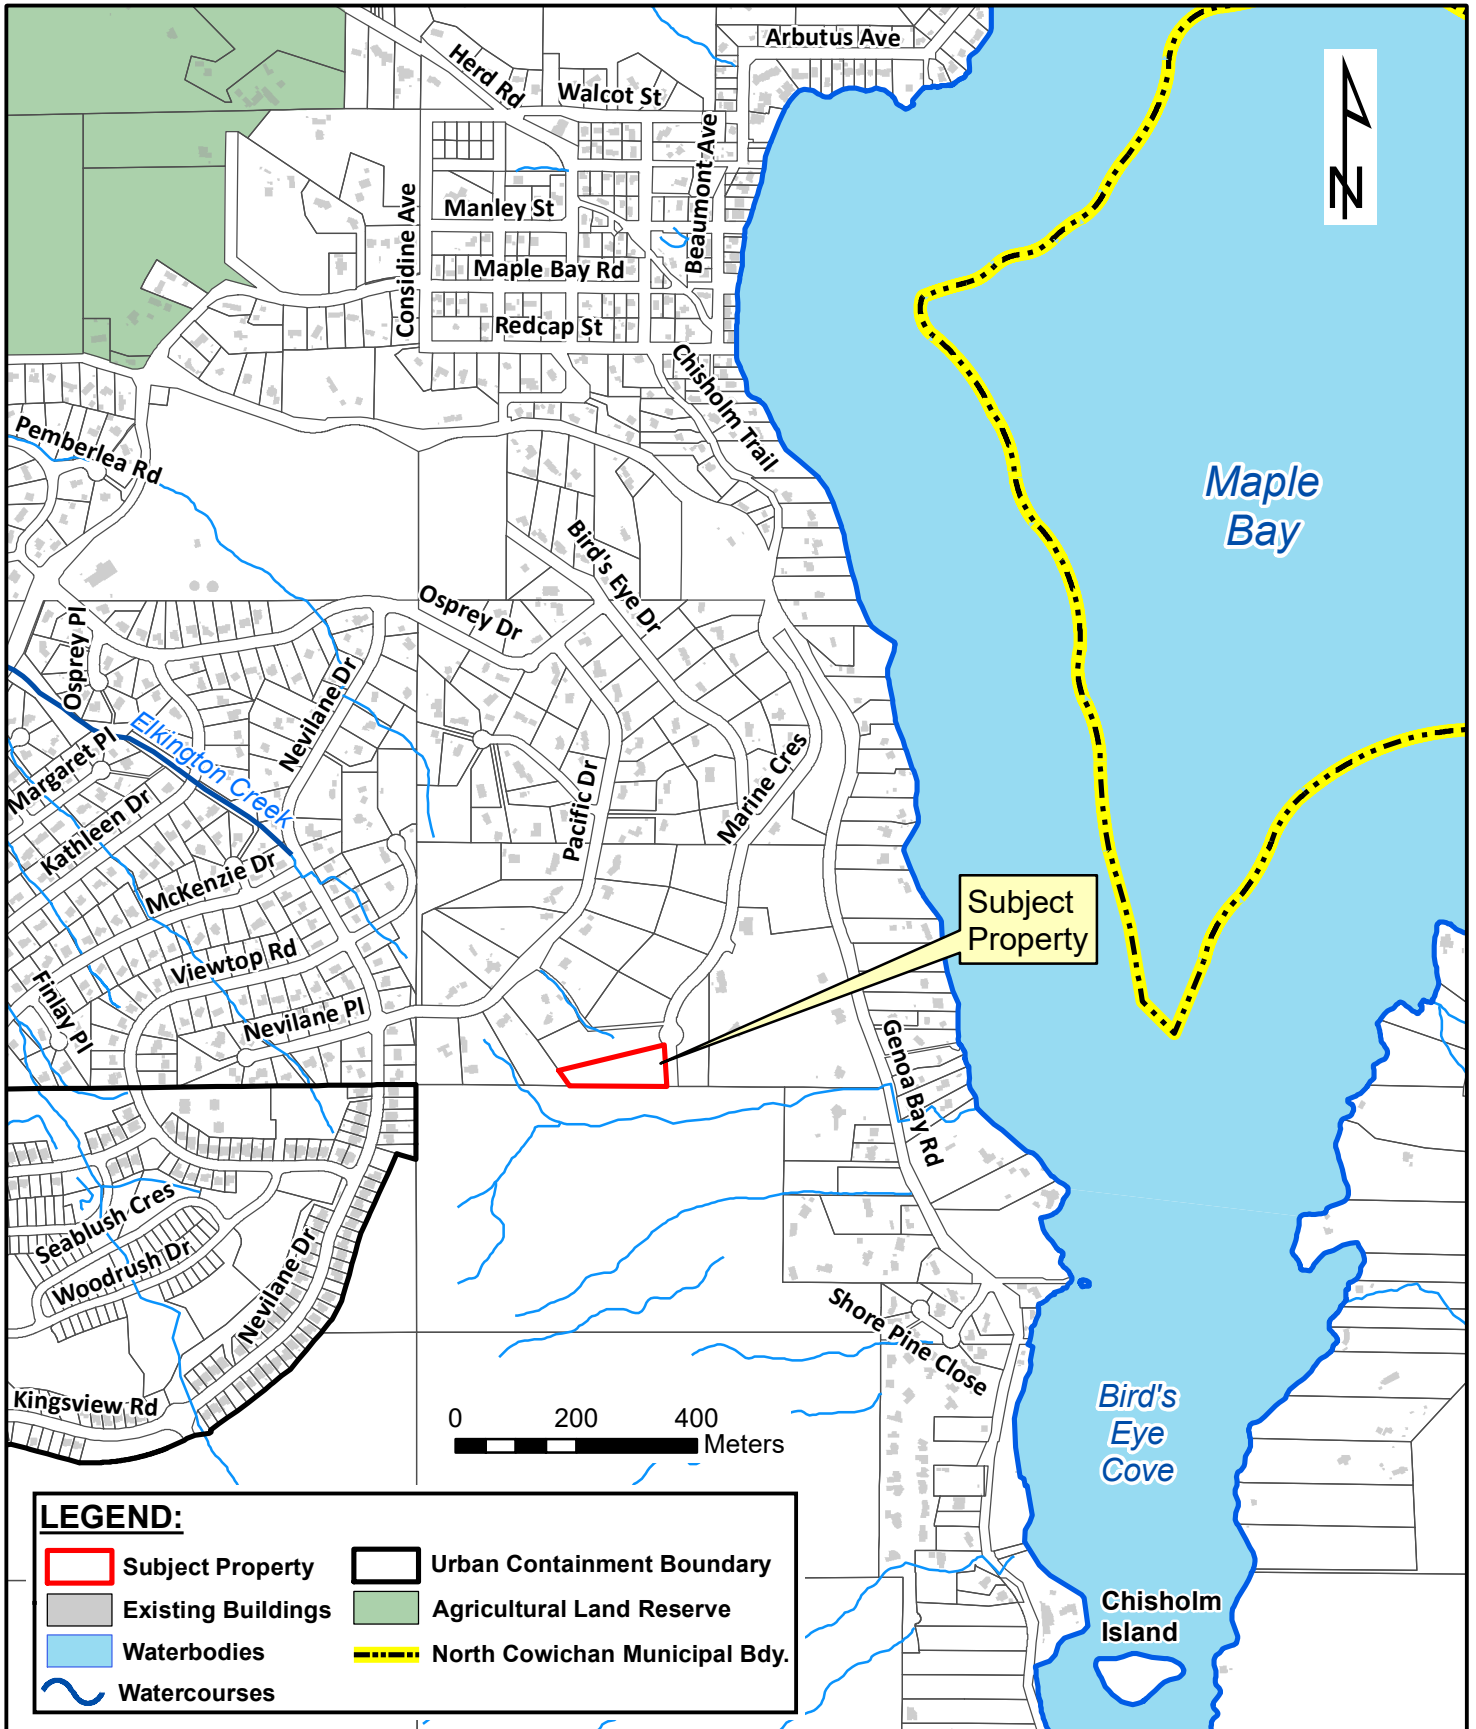 Arbutus Ave
Herd Rd
Walcot St
Beaumont Ave
N
Considine Ave
Manley St
Maple Bay Rd
Redcap St
Chisholm Trail
Pemberlea Rd
Maple
Bay
Bird's Eye Dr
Osprey Dr
Osprey Pl
Nevilane Dr
Elkington Creek
Margaret Pl
Kathleen Dr
McKenzie Dr
Pacific Dr
Marine Cres
Subject
Property
Viewtop Rd
Finlay Pl
Nevilane Pl
Genoa Bay Rd
Seablush Cres
Woodrush Dr
Nevilane Dr
Shore Pine Close
Kingsview Rd
Bird's
Eye
Cove
0 200 400
Meters
LEGEND:
Subject Property
Urban Containment Boundary
Existing Buildings
Agricultural Land Reserve
Waterbodies
North Cowichan Municipal Bdy.
Watercourses
Chisholm
Island